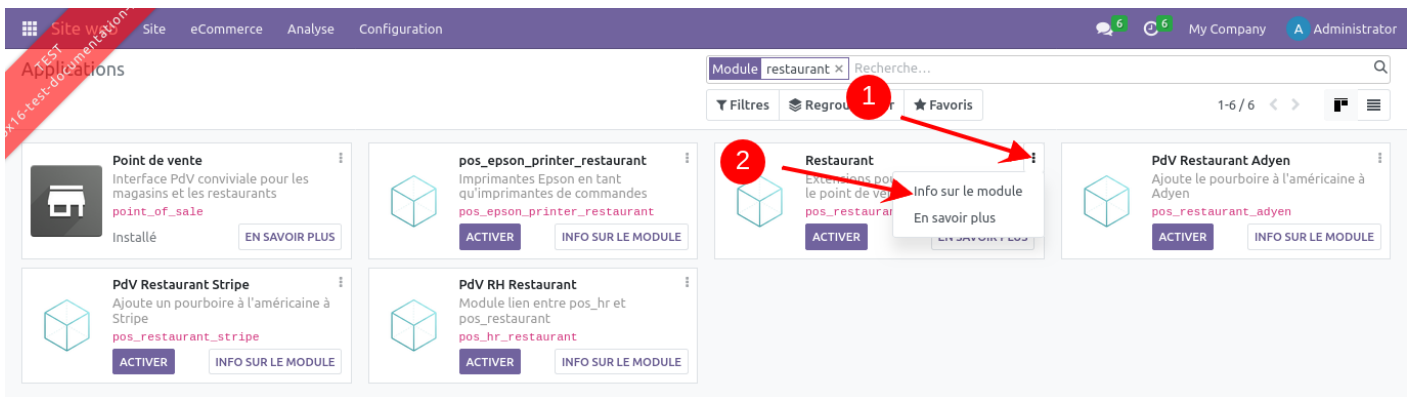 Site web Site eCommerce Analyse Configuration 6 6 My Company A Administrator
TEST
Applications
Module restaurant × Recherche...
Filtres Favoris 1-6 / 6
1
2
Point de vente
Interface PdV conviviale pour les
magasins et les restaurants
point_of_sale
Installé EN SAVOIR PLUS
pos_epson_printer_restaurant
Imprimantes Epson en tant
qu'imprimantes de commandes
pos_epson_printer_restaurant
ACTIVER INFO SUR LE MODULE
Restaurant
Extensions
le point de
pos_restaurant
ACTIVER EN SAVOIR PLUS
Info sur le module
En savoir plus
PdV Restaurant Adyen
Ajoute le pourboire à l'américaine à
Adyen
pos_restaurant_adyen
ACTIVER INFO SUR LE MODULE
PdV Restaurant Stripe
Ajoute un pourboire à l'américaine à
Stripe
pos_restaurant_stripe
ACTIVER INFO SUR LE MODULE
PdV RH Restaurant
Module lien entre pos_hr et
pos_restaurant
pos_hr_restaurant
ACTIVER INFO SUR LE MODULE